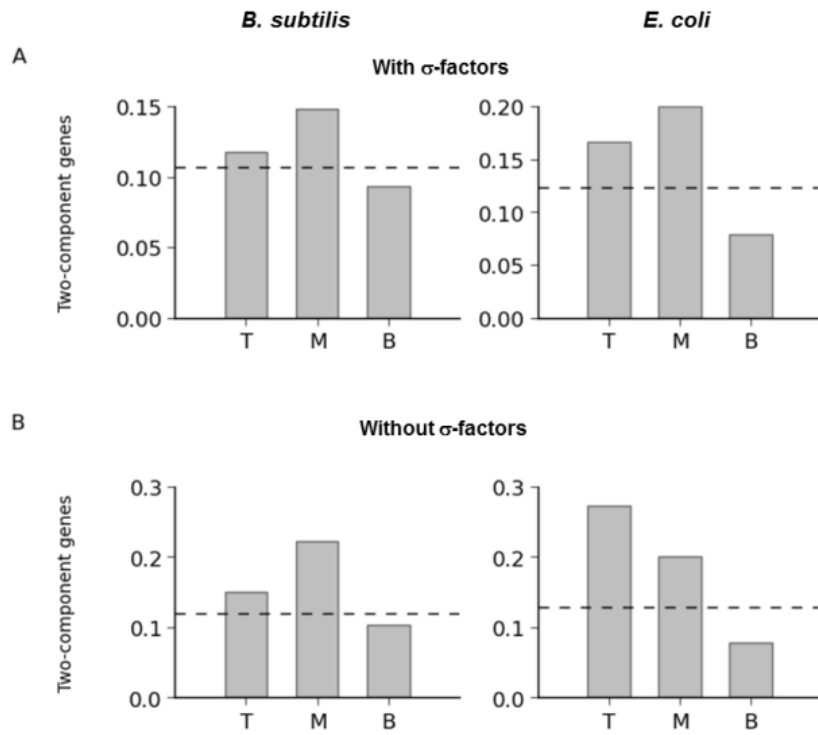 B. subtilis E. coli
A
With σ-factors
Two-component genes
0.15
0.10
0.05
0.00
T M B
0.20
0.15
0.10
0.05
0.00
T M B
B
Without σ-factors
Two-component genes
0.3
0.2
0.1
0.0
T M B
0.3
0.2
0.1
0.0
T M B